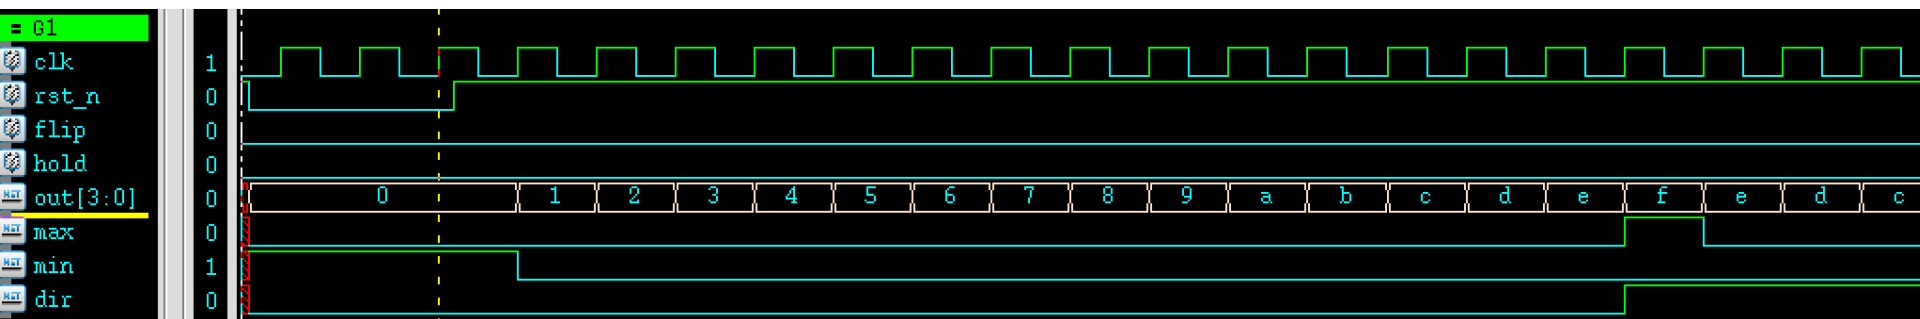 = G1
clk 1
rst_n 0
flip 0
hold 0
out[3:0] 0 0 1 2 3 4 5 6 7 8 9 a b c d e f e d c
max 0
min 1
dir 0